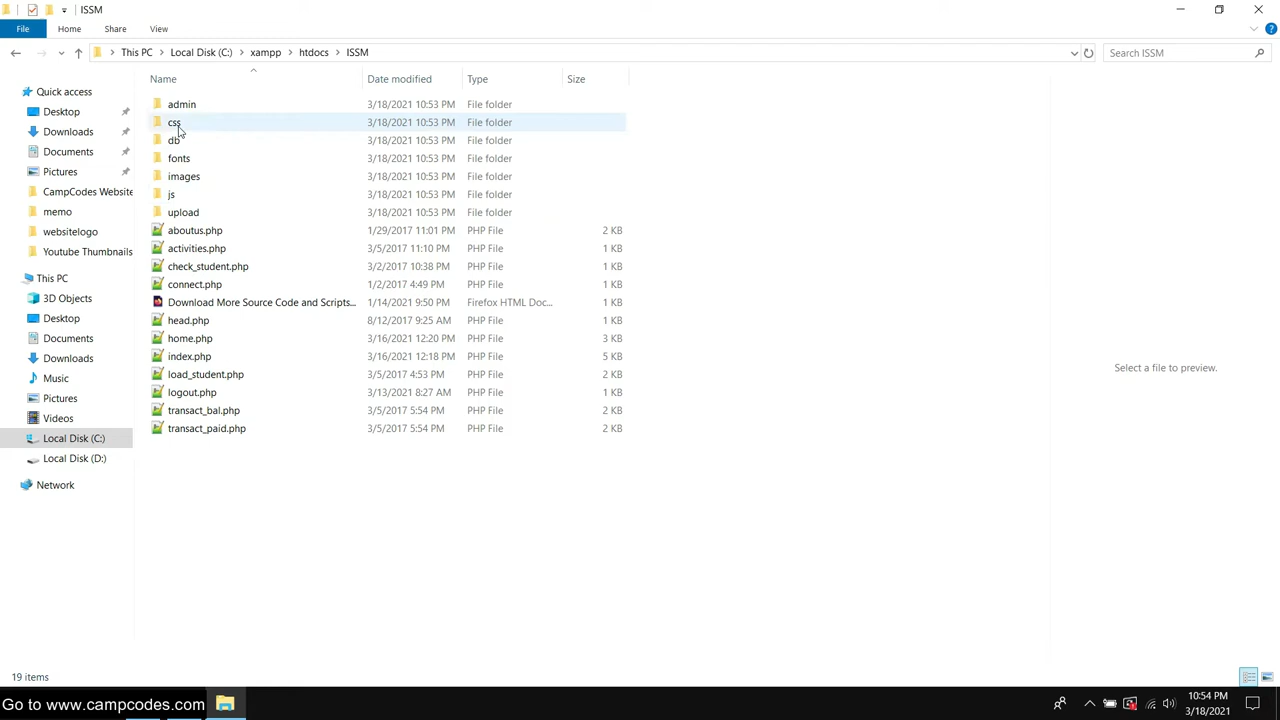 ISSM
File Home Share View
This PC Local Disk (C:) xampp htdocs ISSM Search ISSM
Name Date modified Type Size
Quick access
Desktop
Downloads
Documents
Pictures
CampCodes Website
memo
websitelogo
Youtube Thumbnails
This PC
3D Objects
Desktop
Documents
Downloads
Music
Pictures
Videos
Local Disk (C:)
Local Disk (D:)
Network
admin 3/18/2021 10:53 PM File folder
css 3/18/2021 10:53 PM File folder
db 3/18/2021 10:53 PM File folder
fonts 3/18/2021 10:53 PM File folder
images 3/18/2021 10:53 PM File folder
js 3/18/2021 10:53 PM File folder
upload 3/18/2021 10:53 PM File folder
aboutus.php 1/29/2017 11:01 PM PHP File 2 KB
activities.php 3/5/2017 11:10 PM PHP File 1 KB
check_student.php 3/2/2017 10:38 PM PHP File 1 KB
connect.php 1/2/2017 4:49 PM PHP File 1 KB
Download More Source Code and Scripts... 1/14/2021 9:50 PM Firefox HTML Doc... 1 KB
head.php 8/12/2017 9:25 AM PHP File 1 KB
home.php 3/16/2021 12:20 PM PHP File 3 KB
index.php 3/16/2021 12:18 PM PHP File 5 KB
load_student.php 3/5/2017 4:53 PM PHP File 2 KB
logout.php 3/13/2021 8:27 AM PHP File 1 KB
transact_bal.php 3/5/2017 5:54 PM PHP File 2 KB
transact_paid.php 3/5/2017 5:54 PM PHP File 2 KB
Select a file to preview.
19 items
Go to www.campcodes.com
10:54 PM
3/18/2021